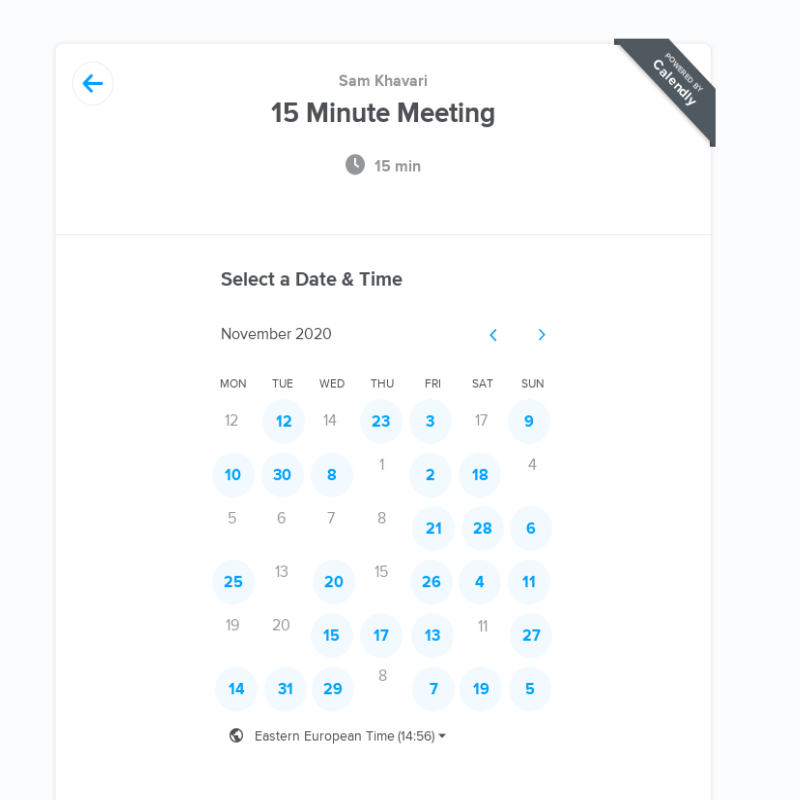 POWERED BY
Calendly
Sam Khavari
15 Minute Meeting
15 min
Select a Date & Time
November 2020
MON TUE WED THU FRI SAT SUN
12 12 14 23 3 17 9
10 30 8 1 2 18 4
5 6 7 8 21 28 6
25 13 20 15 26 4 11
19 20 15 17 13 11 27
14 31 29 8 7 19 5
Eastern European Time (14:56)